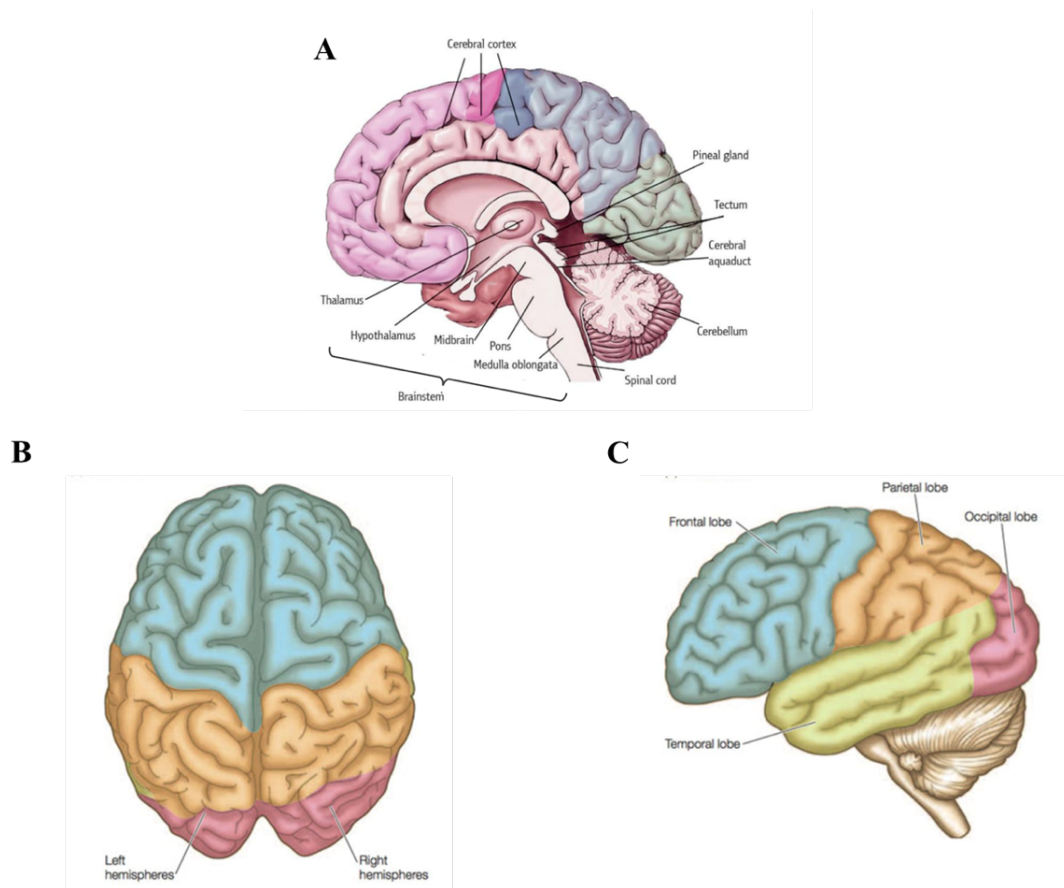 A
Cerebral cortex
Pineal gland
Tectum
Cerebral
aquaduct
Thalamus
Hypothalamus
Midbrain
Pons
Medulla oblongata
Cerebellum
Spinal cord
Brainstem
B
Left
hemispheres
Right
hemispheres
C
Parietal lobe
Frontal lobe
Occipital lobe
Temporal lobe